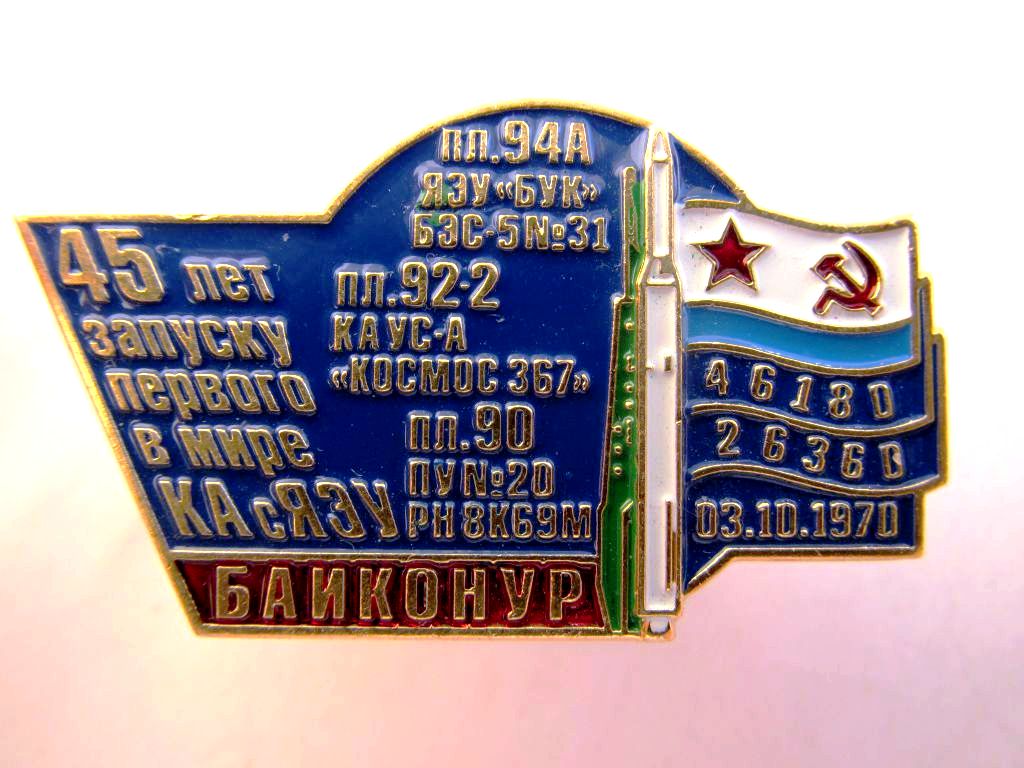 45 лет
запуску
первого
в мире
КА с ЯЭУ
пл.94А
ЯЭУ «БУК»
БЭС-5 №31
пл.92-2
КА УС-А
«КОСМОС 367»
пл.90
ПУ №20
РН 8К69М
46180
26360
03.10.1970
БАЙКОНУР